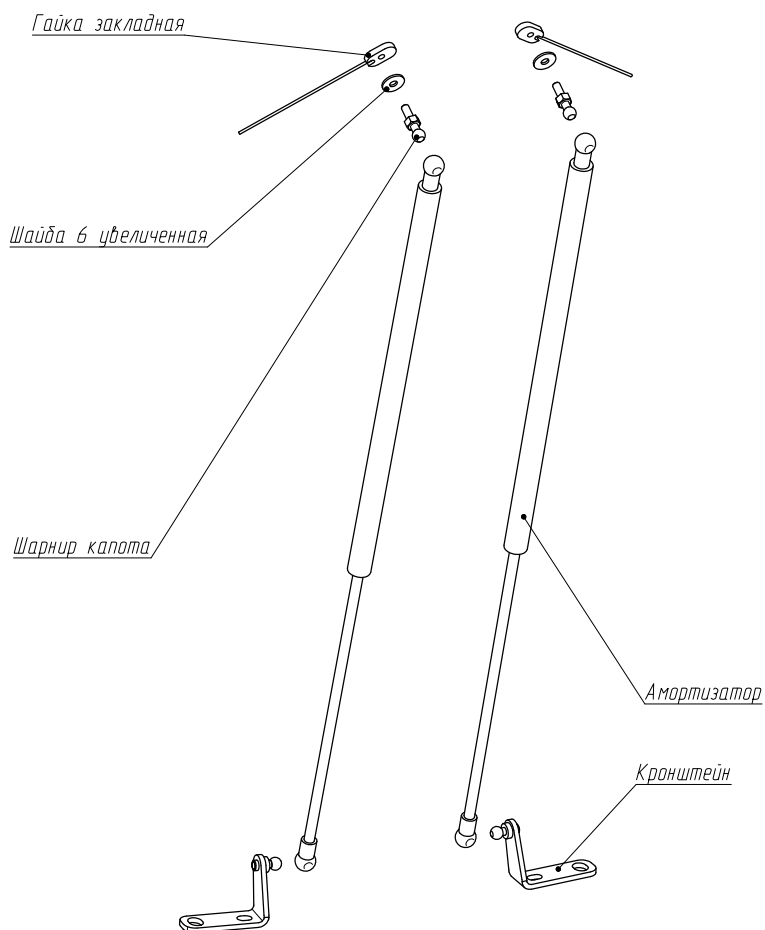 Гайка закладная
Шайба 6 увеличенная
Шарнир капота
Амортизатор
Кронштейн